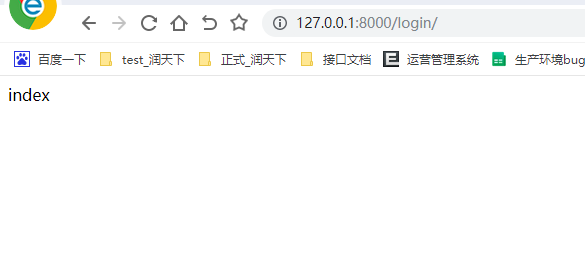 127.0.0.1:8000/login/
百度一下 test_润天下 正式_润天下 接口文档 运营管理系统 生产环境bug
index